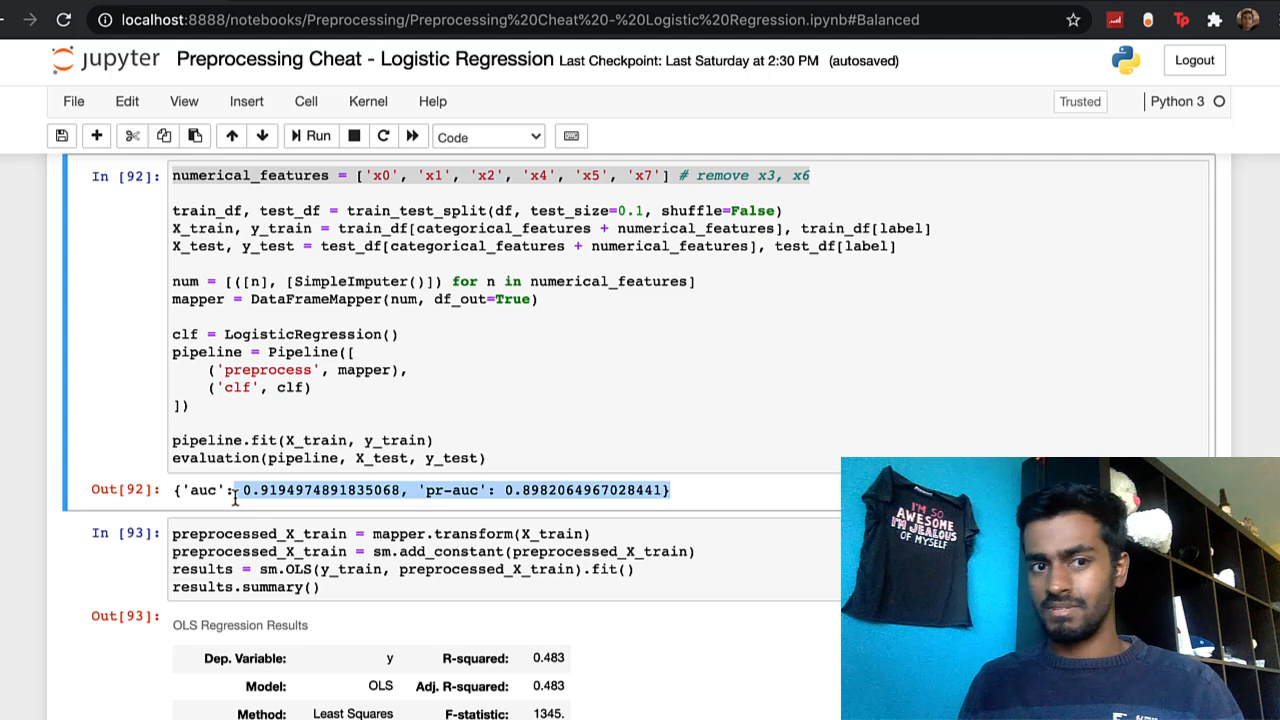 localhost:8888/notebooks/Preprocessing/Preprocessing%20Cheat%20-%20Logistic%20Regression.ipynb#Balanced
Tp
jupyter Preprocessing Cheat - Logistic Regression Last Checkpoint: Last Saturday at 2:30 PM (autosaved)
Logout
File Edit View Insert Cell Kernel Help
Trusted
Python 3
Run
Code
In [92]: numerical_features = ['x0', 'x1', 'x2', 'x4', 'x5', 'x7'] # remove x3, x6
train_df, test_df = train_test_split(df, test_size=0.1, shuffle=False)
X_train, y_train = train_df[categorical_features + numerical_features], train_df[label]
X_test, y_test = test_df[categorical_features + numerical_features], test_df[label]
num = [([n], [SimpleImputer()]) for n in numerical_features]
mapper = DataFrameMapper(num, df_out=True)
clf = LogisticRegression()
pipeline = Pipeline([
('preprocess', mapper),
('clf', clf)
])
pipeline.fit(X_train, y_train)
evaluation(pipeline, X_test, y_test)
Out[92]: {'auc': 0.9194974891835068, 'pr-auc': 0.8982064967028441}
In [93]: preprocessed_X_train = mapper.transform(X_train)
preprocessed_X_train = sm.add_constant(preprocessed_X_train)
results = sm.OLS(y_train, preprocessed_X_train).fit()
results.summary()
Out[93]:
OLS Regression Results
Dep. Variable: y R-squared: 0.483
Model: OLS Adj. R-squared: 0.483
Method: Least Squares F-statistic: 1345.
I'M SO
AWESOME
I'M JEALOUS
OF MYSELF